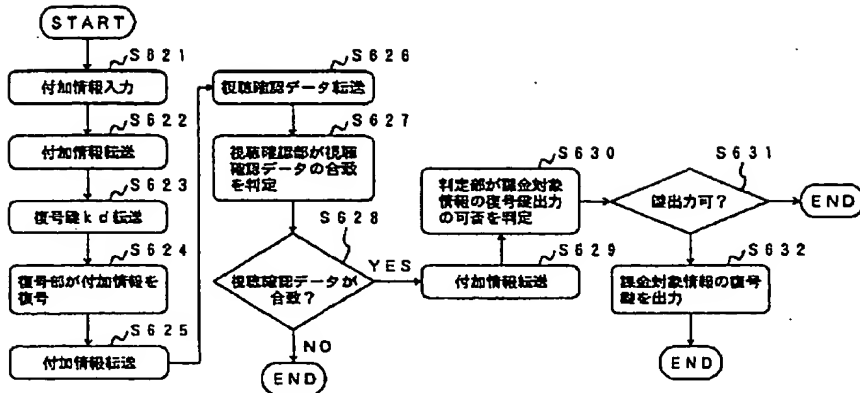 START
S621
付加情報入力
S622
付加情報転送
S623
復号鍵kd転送
S624
復号部が付加情報を
復号
S625
付加情報転送
S626
視聴確認データ転送
S627
視聴確認部が視聴
確認データの合致
を判定
S628
視聴確認データが
合致？
YES
NO
END
S629
付加情報転送
S630
判定部が課金対象
情報の復号鍵出力
の可否を判定
S631
鍵出力可？
END
S632
課金対象情報の復号
鍵を出力
END